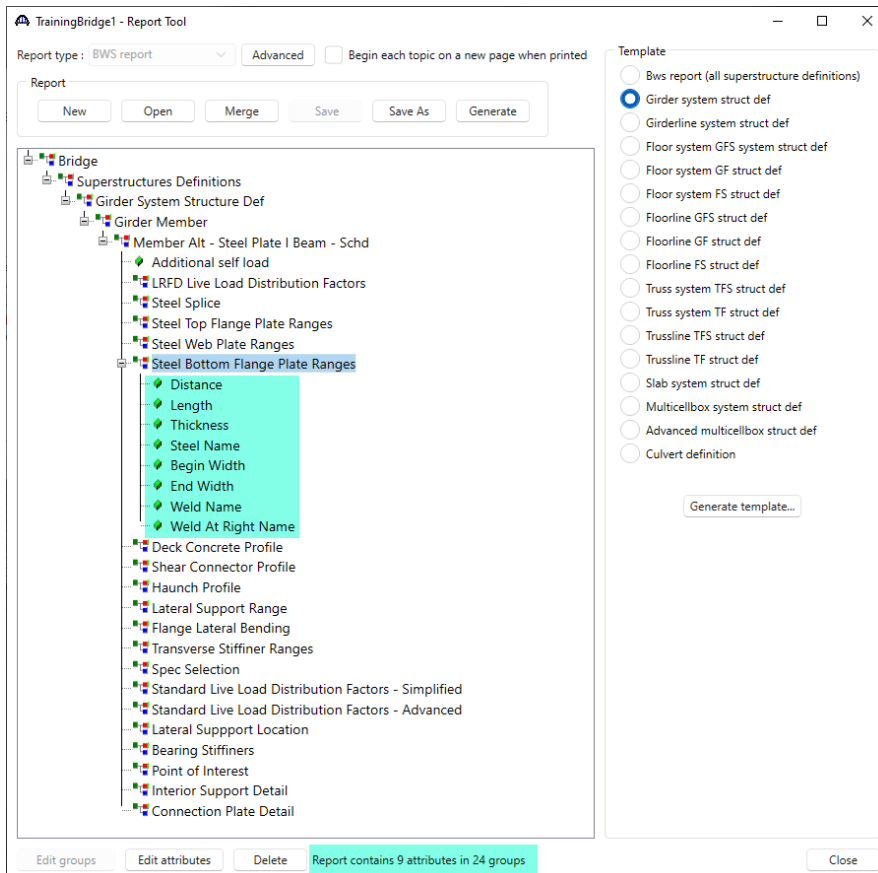 TrainingBridge1 - Report Tool
Report type : BWS report Advanced Begin each topic on a new page when printed
Report
New Open Merge Save Save As Generate
Bridge
Superstructures Definitions
Girder System Structure Def
Girder Member
Member Alt - Steel Plate I Beam - Schd
Additional self load
LRFD Live Load Distribution Factors
Steel Splice
Steel Top Flange Plate Ranges
Steel Web Plate Ranges
Steel Bottom Flange Plate Ranges
Distance
Length
Thickness
Steel Name
Begin Width
End Width
Weld Name
Weld At Right Name
Deck Concrete Profile
Shear Connector Profile
Haunch Profile
Lateral Support Range
Flange Lateral Bending
Transverse Stiffiner Ranges
Spec Selection
Standard Live Load Distribution Factors - Simplified
Standard Live Load Distribution Factors - Advanced
Lateral Suppport Location
Bearing Stiffiners
Point of Interest
Interior Support Detail
Connection Plate Detail
Template
Bws report (all superstructure definitions)
Girder system struct def
Girderline system struct def
Floor system GFS system struct def
Floor system GF struct def
Floor system FS struct def
Floorline GFS struct def
Floorline GF struct def
Floorline FS struct def
Truss system TFS struct def
Truss system TF struct def
Trussline TFS struct def
Trussline TF struct def
Slab system struct def
Multicellbox system struct def
Advanced multicellbox struct def
Culvert definition
Generate template...
Edit groups Edit attributes Delete Report contains 9 attributes in 24 groups Close